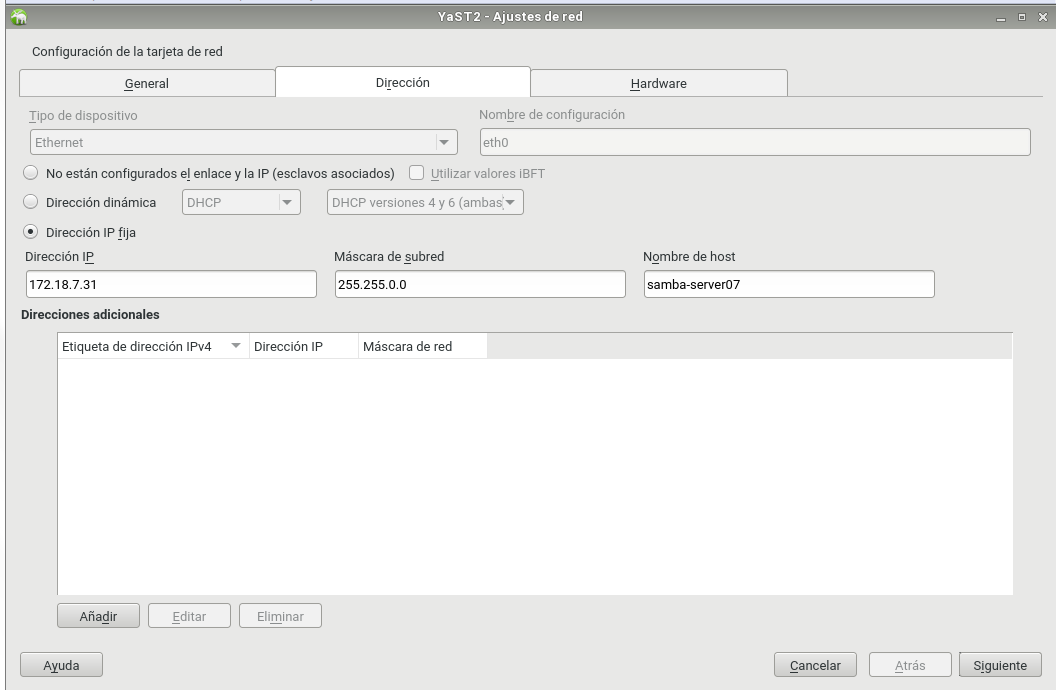 YaST2 - Ajustes de red
Configuración de la tarjeta de red
General Dirección Hardware
Tipo de dispositivo Nombre de configuración
Ethernet eth0
No están configurados el enlace y la IP (esclavos asociados) Utilizar valores iBFT
Dirección dinámica DHCP DHCP versiones 4 y 6 (ambas
Dirección IP fija
Dirección IP Máscara de subred Nombre de host
172.18.7.31 255.255.0.0 samba-server07
Direcciones adicionales
Etiqueta de dirección IPv4 Dirección IP Máscara de red
Añadir Editar Eliminar
Ayuda Cancelar Atrás Siguiente